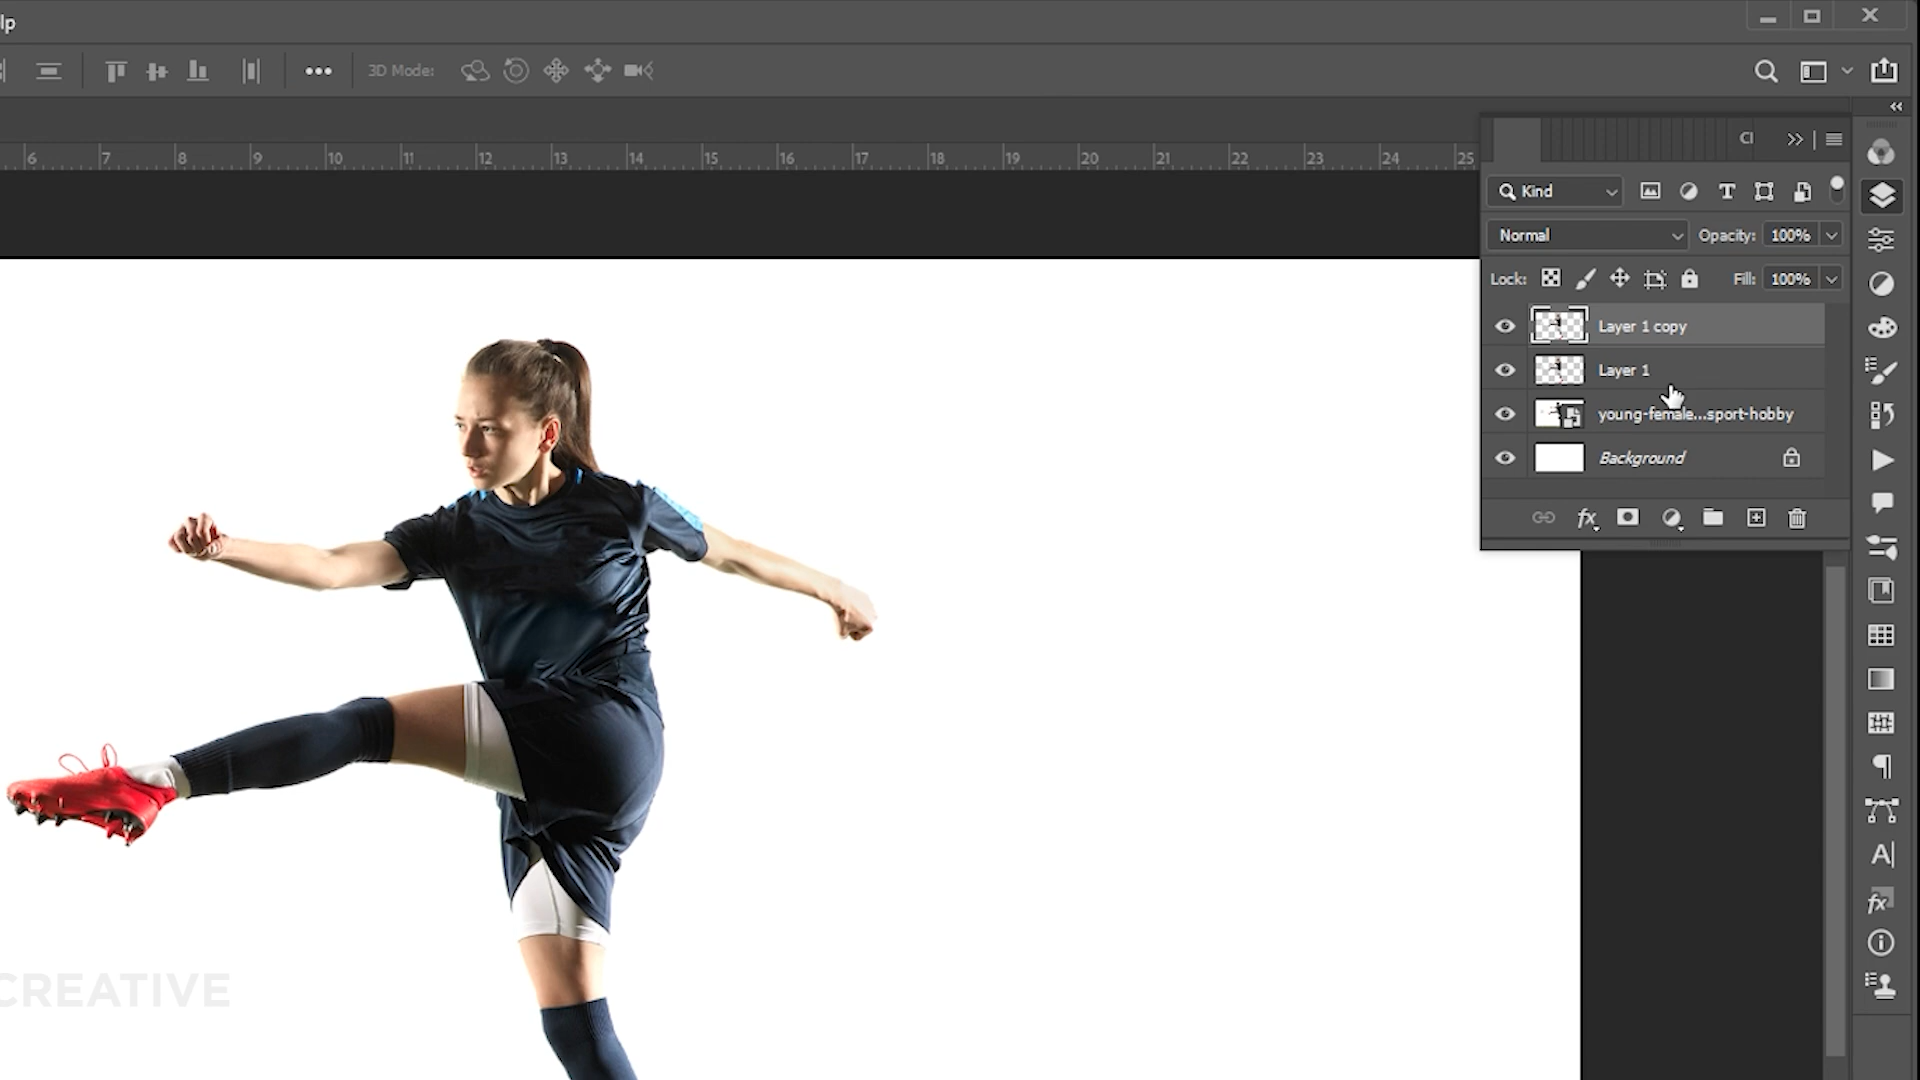 lp
3D Mode:
6 7 8 9 10 11 12 13 14 15 16 17 18 19 20 21 22 23 24 25
Kind
Normal Opacity: 100%
Lock: Fill: 100%
Layer 1 copy
Layer 1
young-female...sport-hobby
Background
CREATIVE